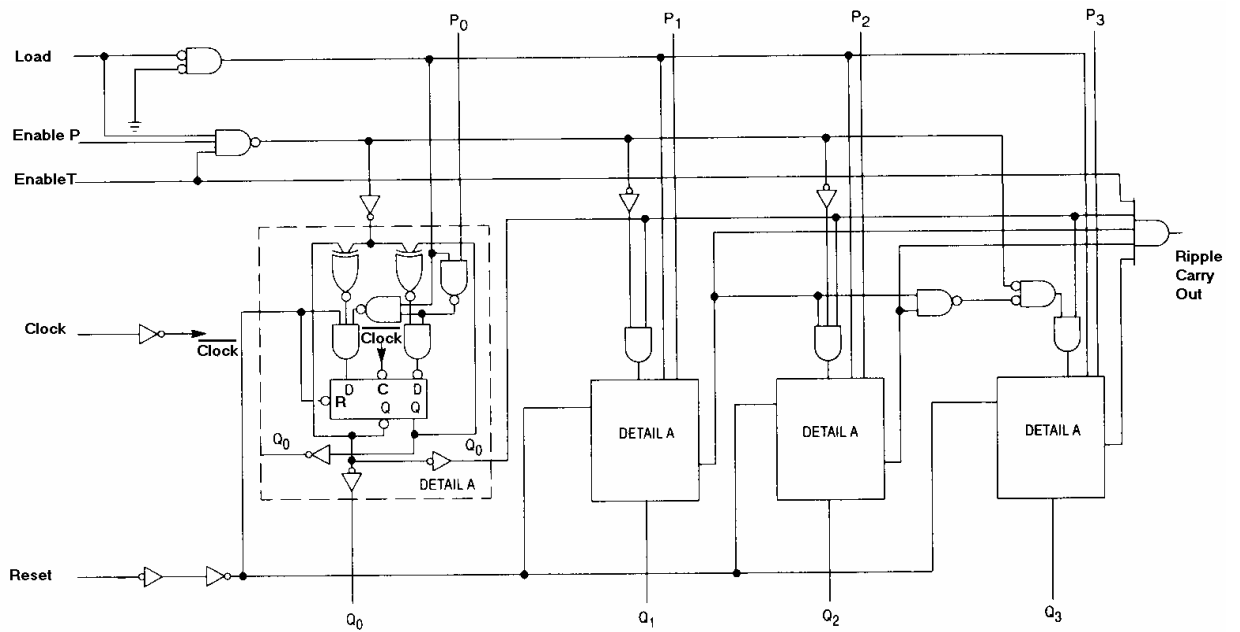 P0
P1
P2
P3
Load
Enable P
EnableT
Ripple
Carry
Out
Clock
Clock
Clock
D
C
D
R
Q
Q
Q0
Q0
DETAIL A
DETAIL A
DETAIL A
DETAIL A
Reset
Q0
Q1
Q2
Q3